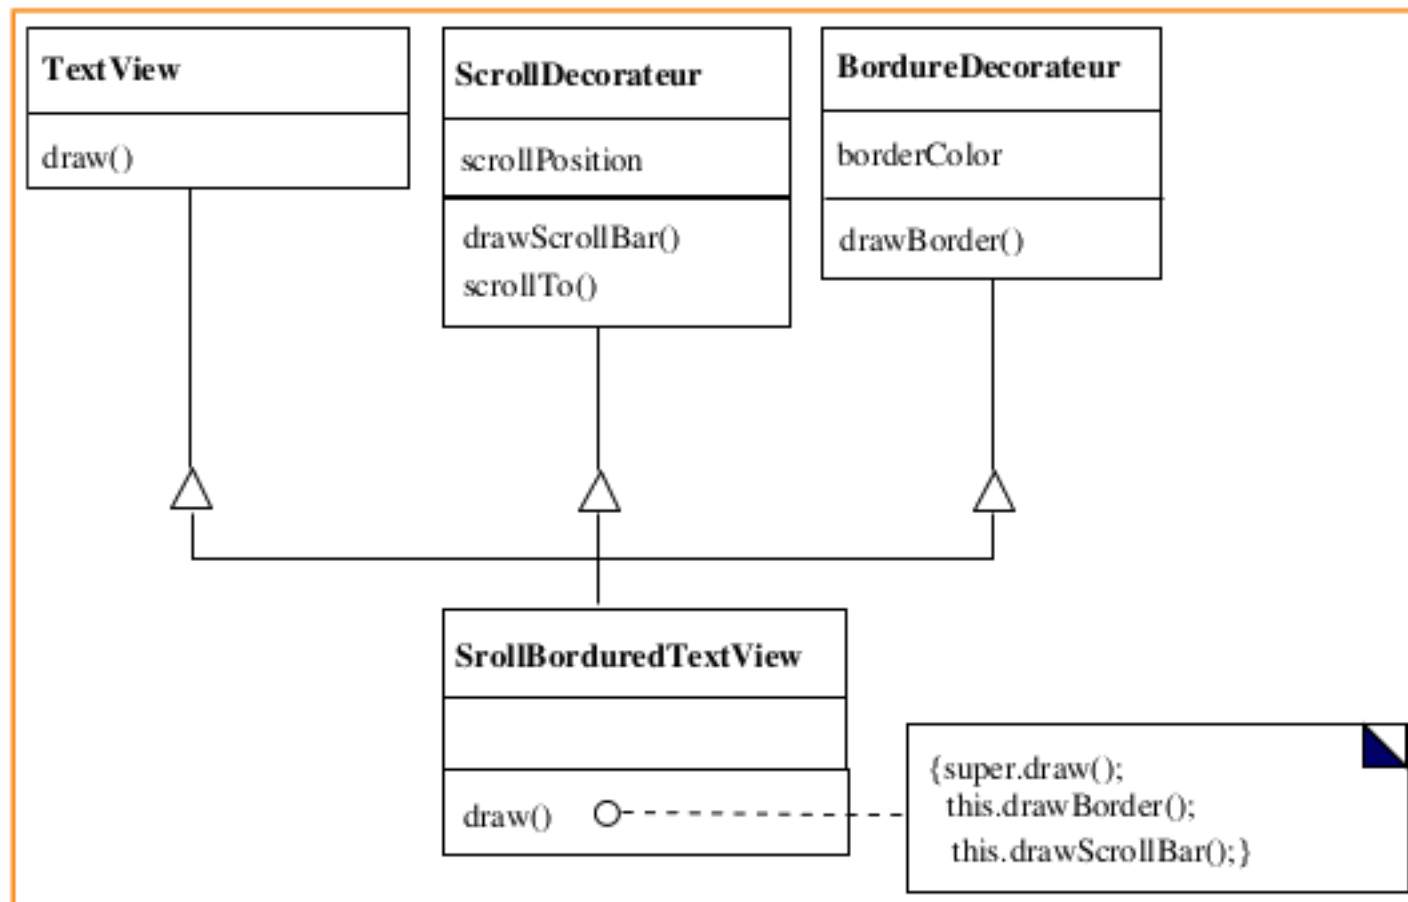 TextView
draw()
ScrollDecorateur
scrollPosition
drawScrollBar()
scrollTo()
BordureDecorateur
borderColor
drawBorder()
SrollBorduredTextView
draw()
{super.draw();
this.drawBorder();
this.drawScrollBar();}